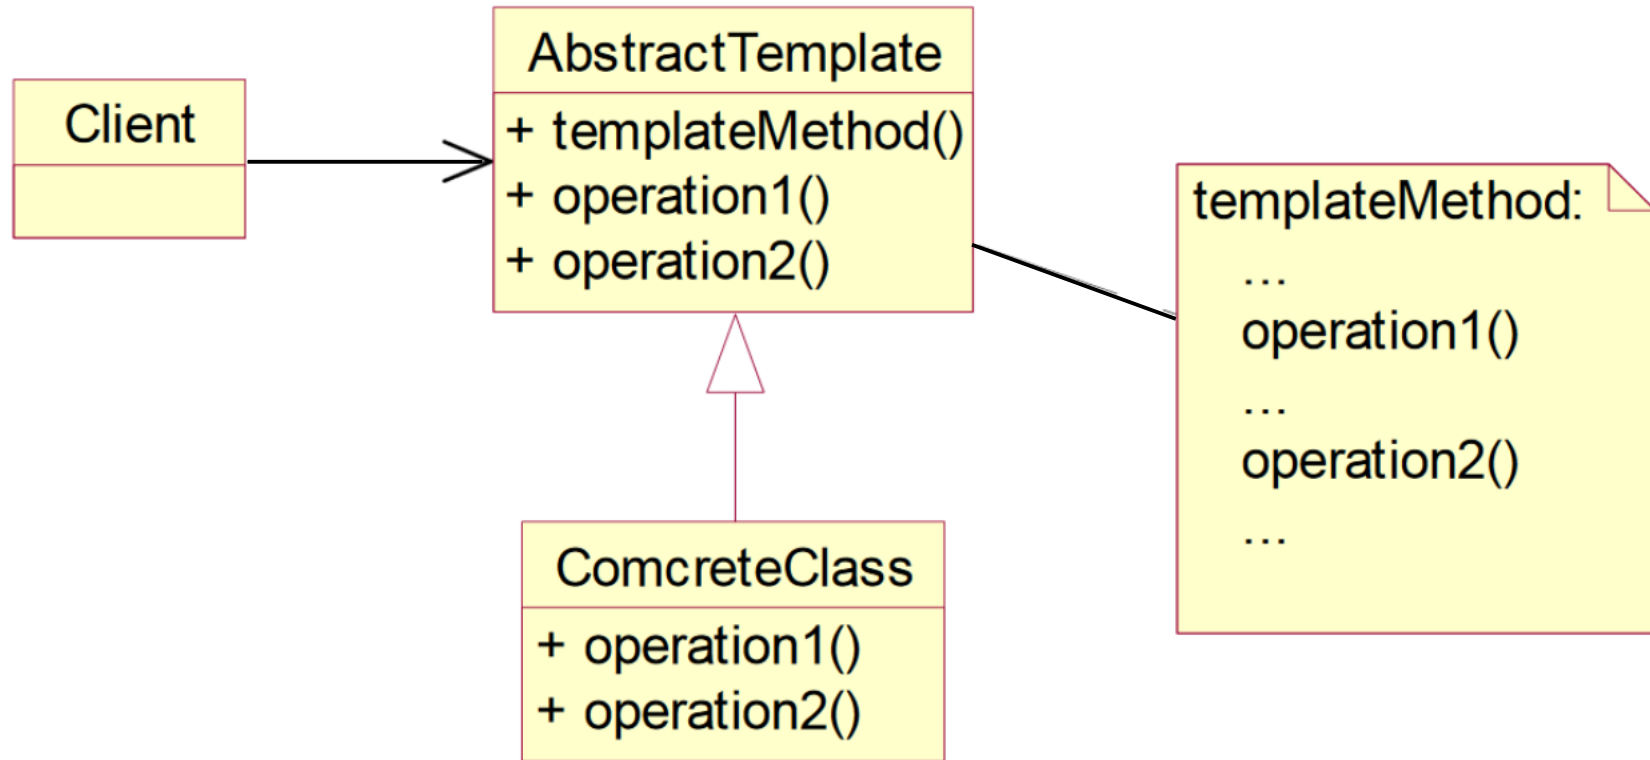 Client
AbstractTemplate
+ templateMethod()
+ operation1()
+ operation2()
ComcreteClass
+ operation1()
+ operation2()
templateMethod:
...
operation1()
...
operation2()
...